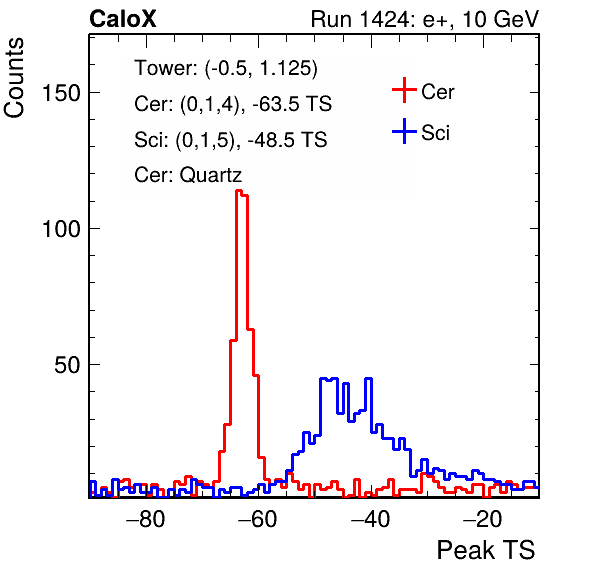 CaloX Run 1424: e+, 10 GeV
Counts
Tower: (-0.5, 1.125)
Cer: (0,1,4), -63.5 TS
Sci: (0,1,5), -48.5 TS
Cer: Quartz
Cer
Sci
150
100
50
−80 −60 −40 −20
Peak TS